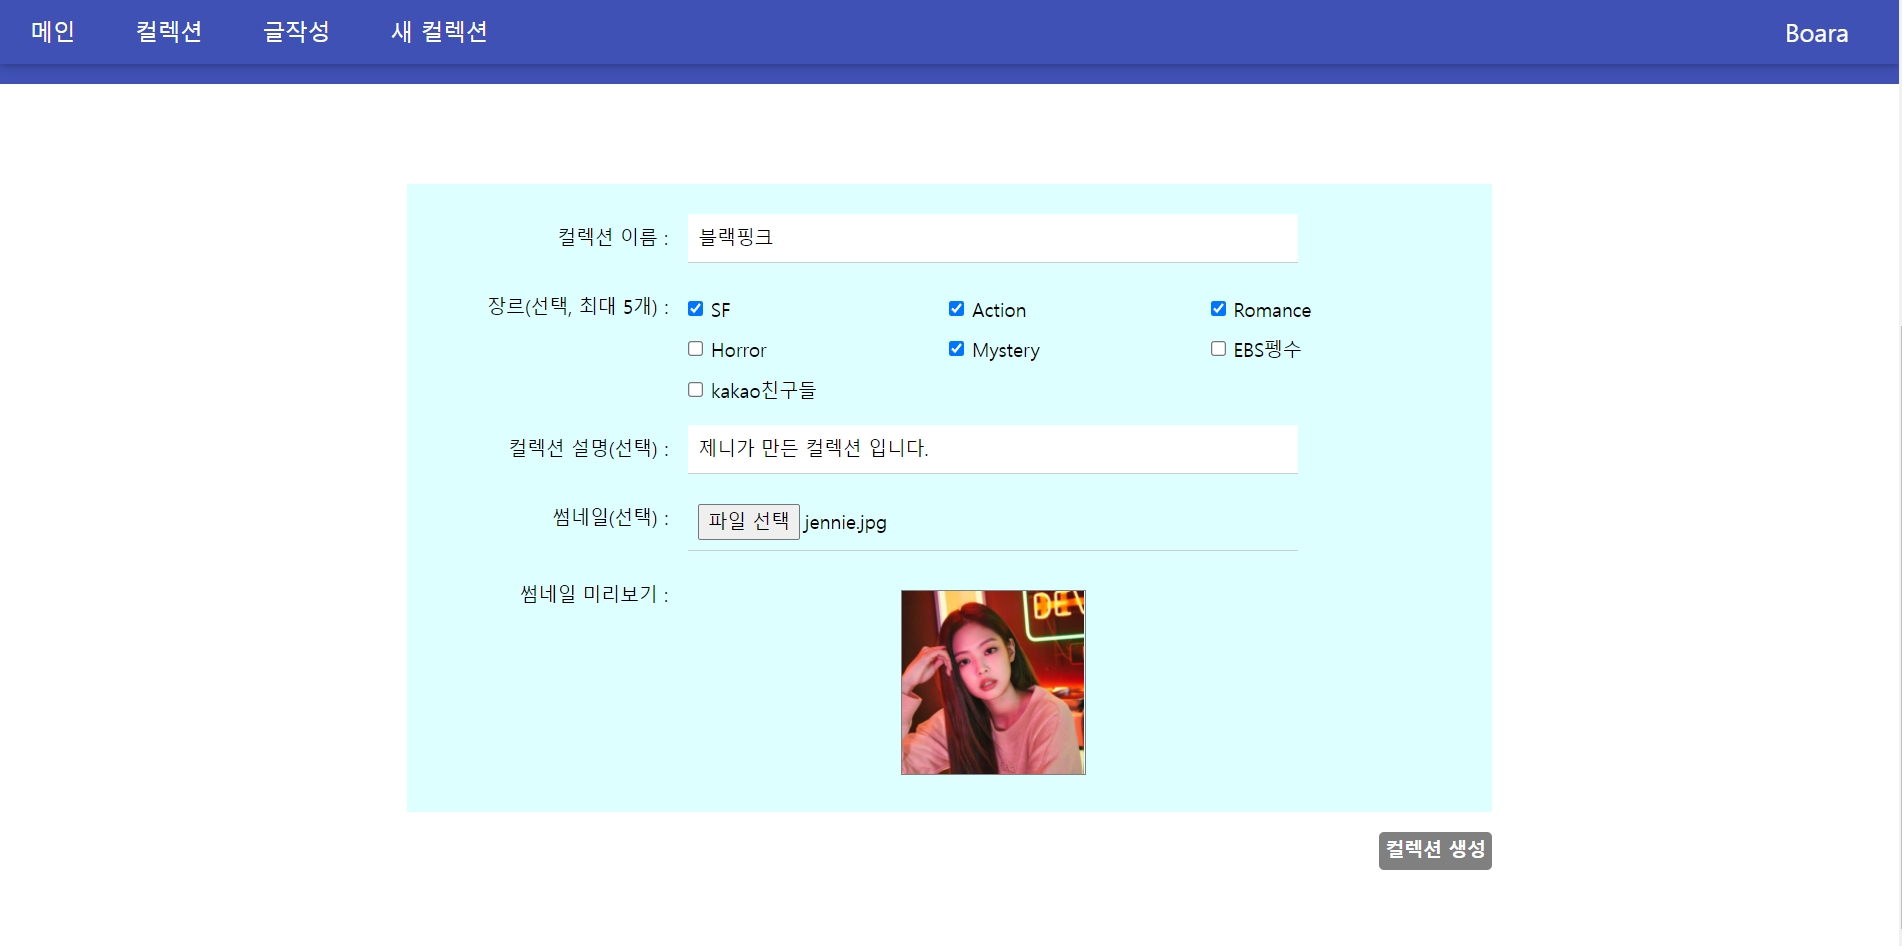 메인 컬렉션 글작성 새 컬렉션 Boara
컬렉션 이름 : 블랙핑크
장르(선택, 최대 5개) : SF Action Romance
Horror Mystery EBS펭수
kakao친구들
컬렉션 설명(선택) : 제니가 만든 컬렉션 입니다.
썸네일(선택) : 파일 선택 jennie.jpg
썸네일 미리보기 :
DEV
컬렉션 생성